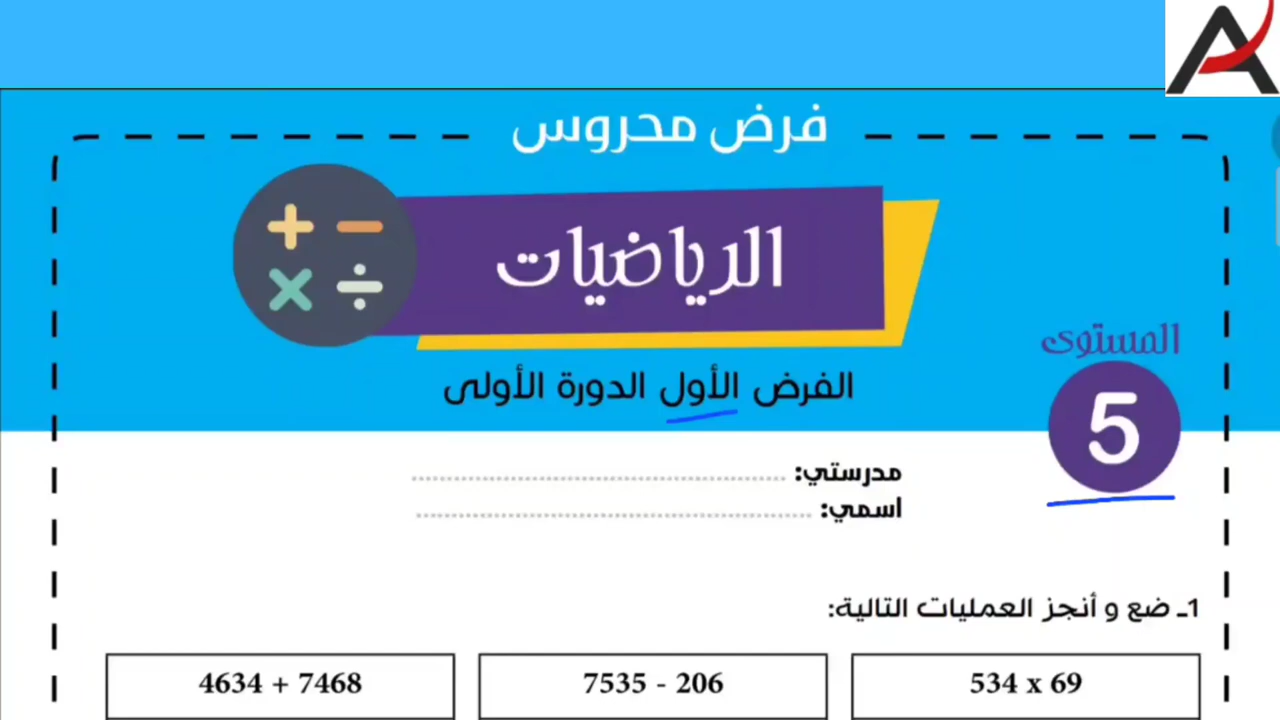 فرض محروس
الرياضيات
المستوى
5
الفرض الأول الدورة الأولى
مدرستي: ........................................
اسمي: ........................................
1ـ ضع و أنجز العمليات التالية:
534 x 69
7535 - 206
4634 + 7468